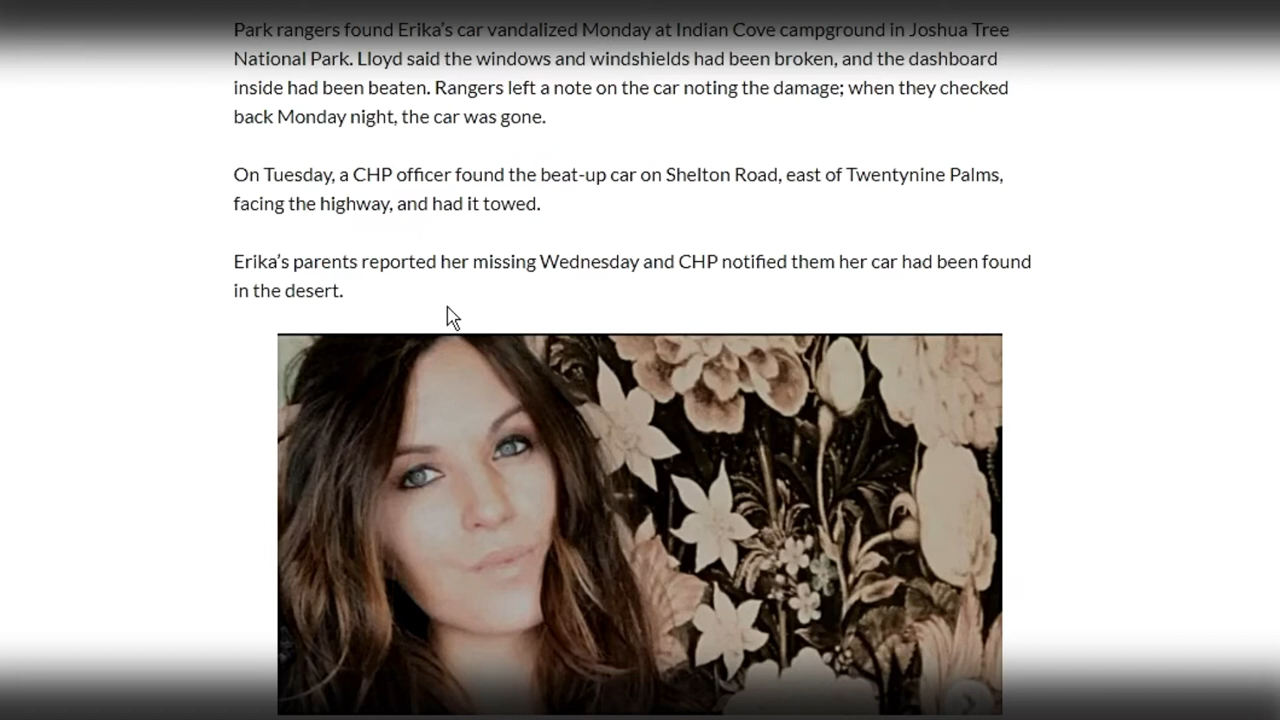 Park rangers found Erika’s car vandalized Monday at Indian Cove campground in Joshua Tree
National Park. Lloyd said the windows and windshields had been broken, and the dashboard
inside had been beaten. Rangers left a note on the car noting the damage; when they checked
back Monday night, the car was gone.
On Tuesday, a CHP officer found the beat-up car on Shelton Road, east of Twentynine Palms,
facing the highway, and had it towed.
Erika’s parents reported her missing Wednesday and CHP notified them her car had been found
in the desert.